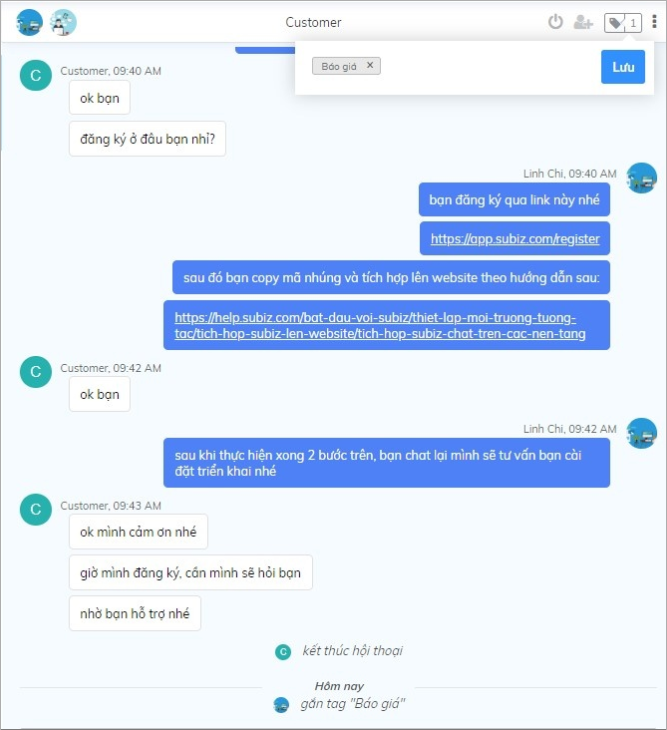 Customer
1
Báo giá ×
Lưu
Customer, 09:40 AM
C
ok bạn
đăng ký ở đâu bạn nhỉ?
Linh Chi, 09:40 AM
bạn đăng ký qua link này nhé
https://app.subiz.com/register
sau đó bạn copy mã nhúng và tích hợp lên website theo hướng dẫn sau:
https://help.subiz.com/bat-dau-voi-subiz/thiet-lap-moi-truong-tuong-
tac/tich-hop-subiz-len-website/tich-hop-subiz-chat-tren-cac-nen-tang
Customer, 09:42 AM
C
ok bạn
Linh Chi, 09:42 AM
sau khi thực hiện xong 2 bước trên, bạn chat lại mình sẽ tư vấn bạn cài
đặt triển khai nhé
Customer, 09:43 AM
C
ok mình cảm ơn nhé
giờ mình đăng ký, cần mình sẽ hỏi bạn
nhờ bạn hỗ trợ nhé
C kết thúc hội thoại
Hôm nay
gắn tag "Báo giá"